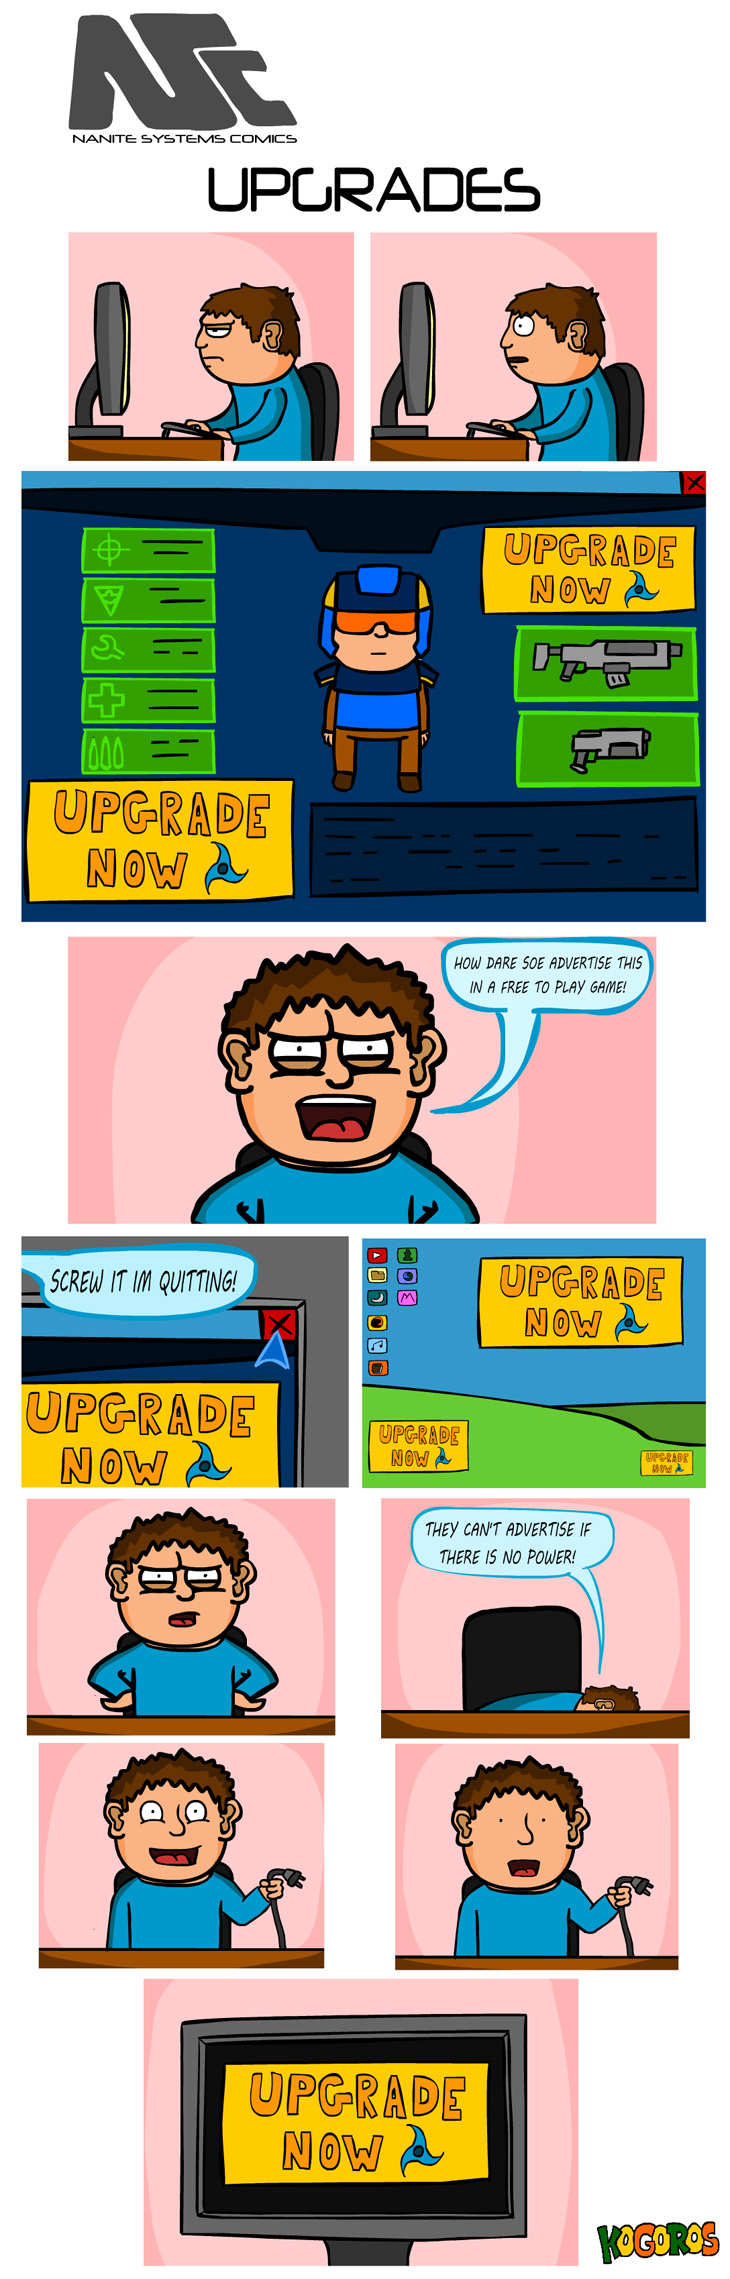 NSC
NANITE SYSTEMS COMICS
UPGRADES
UPGRADE
NOW
UPGRADE
NOW
HOW DARE SOE ADVERTISE THIS
IN A FREE TO PLAY GAME!
SCREW IT IM QUITTING!
UPGRADE
NOW
UPGRADE
NOW
UPGRADE
NOW
UPGRADE
NOW
THEY CAN'T ADVERTISE IF
THERE IS NO POWER!
UPGRADE
NOW
KOGOROS